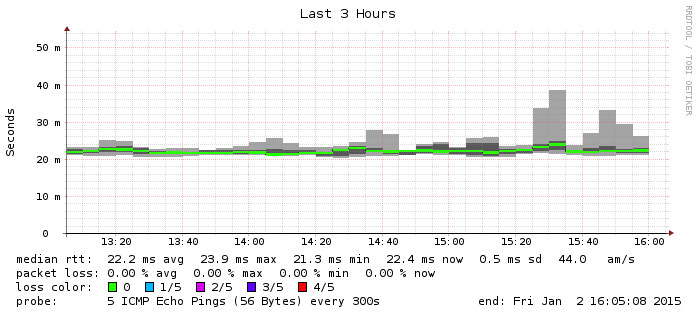 Last 3 Hours
RRDTOOL / TOBI OETIKER
Seconds
50 m
40 m
30 m
20 m
10 m
0
13:20 13:40 14:00 14:20 14:40 15:00 15:20 15:40 16:00
median rtt: 22.2 ms avg 23.9 ms max 21.3 ms min 22.4 ms now 0.5 ms sd 44.0 am/s
packet loss: 0.00 % avg 0.00 % max 0.00 % min 0.00 % now
loss color: 0 1/5 2/5 3/5 4/5
probe: 5 ICMP Echo Pings (56 Bytes) every 300s end: Fri Jan 2 16:05:08 2015